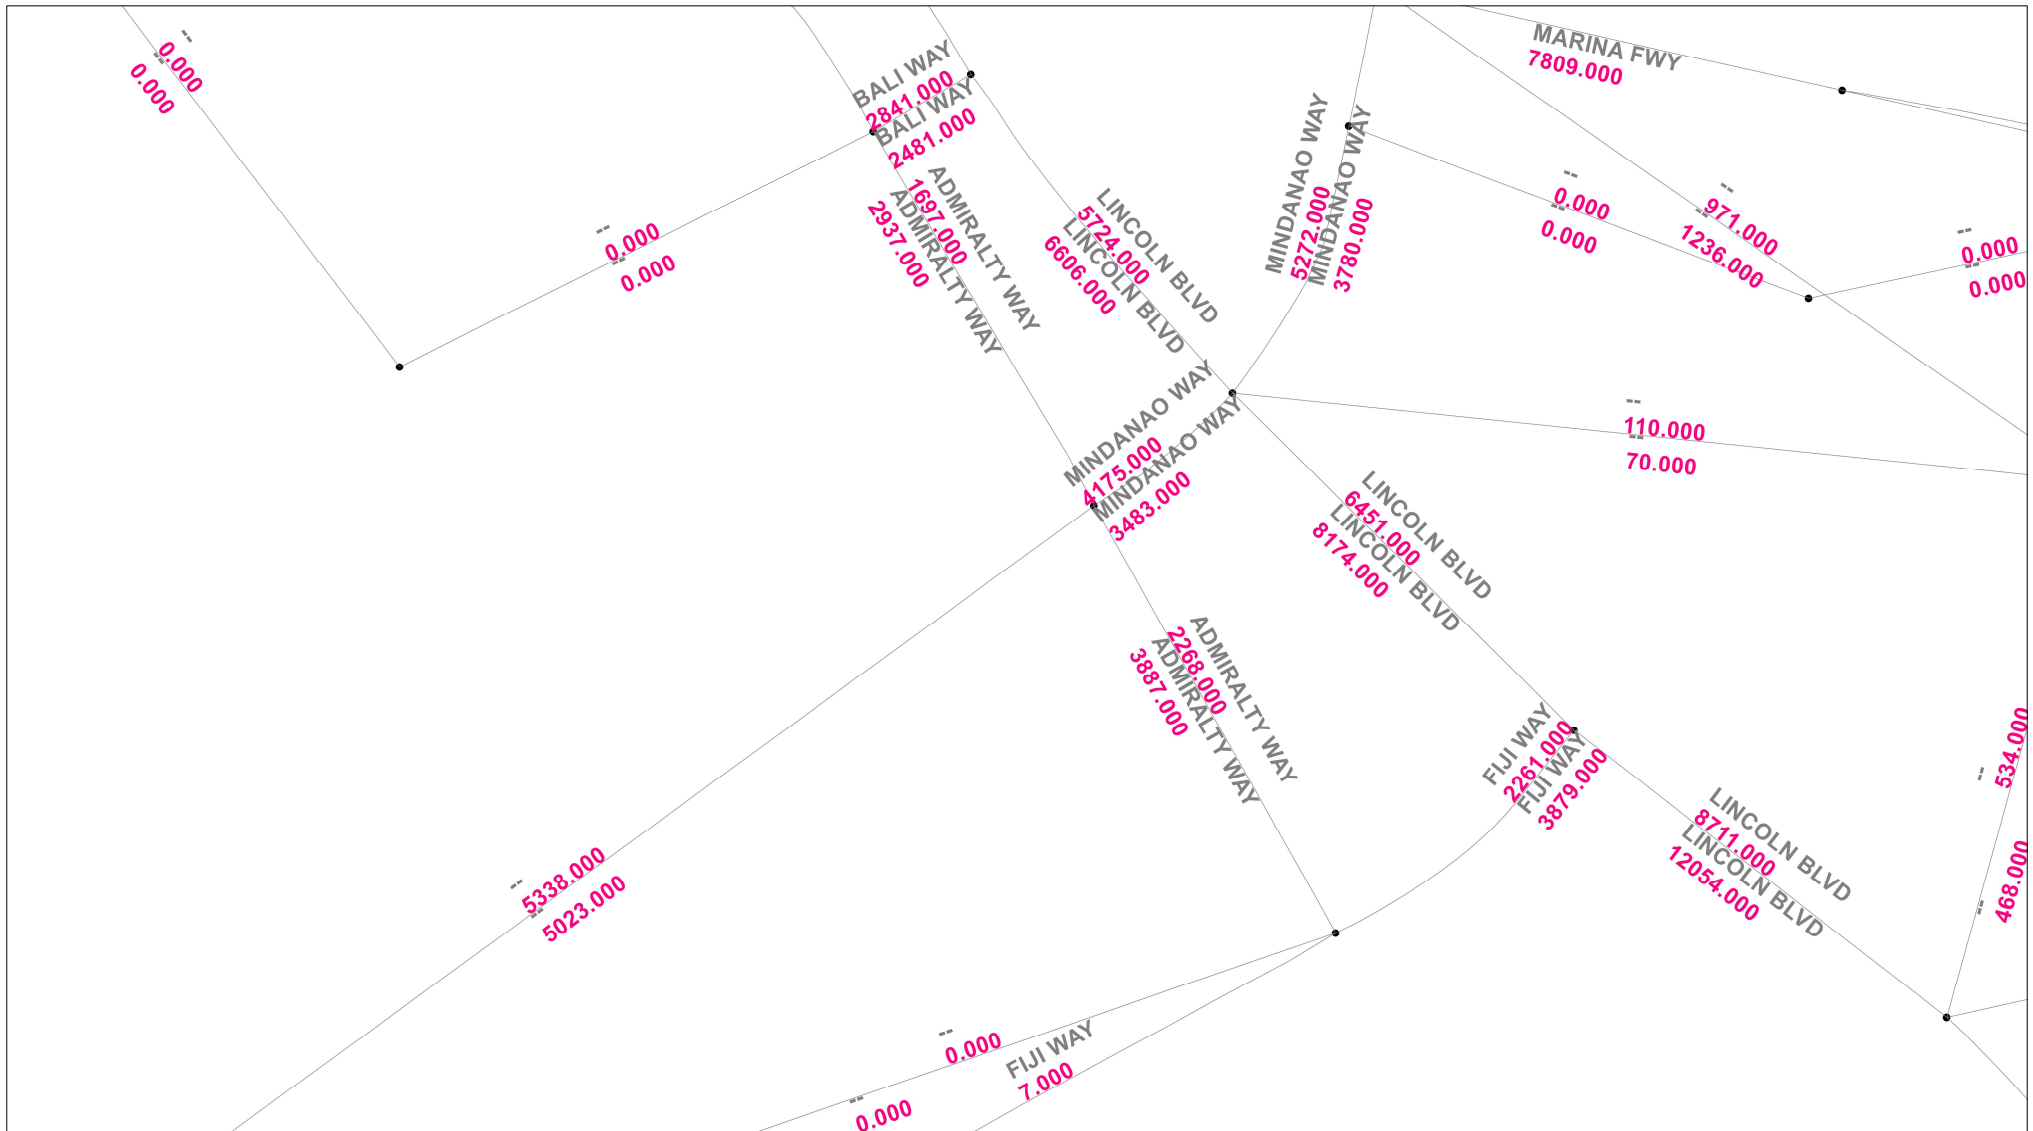 --
0.000
--
0.000
BALI WAY
2841.000
BALI WAY
2481.000
MARINA FWY
7809.000
--
0.000
--
0.000
ADMIRALTY WAY
1697.000
ADMIRALTY WAY
2937.000
LINCOLN BLVD
5724.000
LINCOLN BLVD
6606.000
MINDANAO WAY
5272.000
MINDANAO WAY
3780.000
--
0.000
--
0.000
--
971.000
--
1236.000
--
0.000
--
0.000
MINDANAO WAY
4175.000
MINDANAO WAY
3483.000
--
110.000
--
70.000
LINCOLN BLVD
6451.000
LINCOLN BLVD
8174.000
ADMIRALTY WAY
2268.000
ADMIRALTY WAY
3887.000
FIJI WAY
2261.000
FIJI WAY
3879.000
LINCOLN BLVD
8711.000
LINCOLN BLVD
12054.000
--
534.000
--
468.000
--
5338.000
--
5023.000
--
0.000
--
0.000
FIJI WAY
7.000